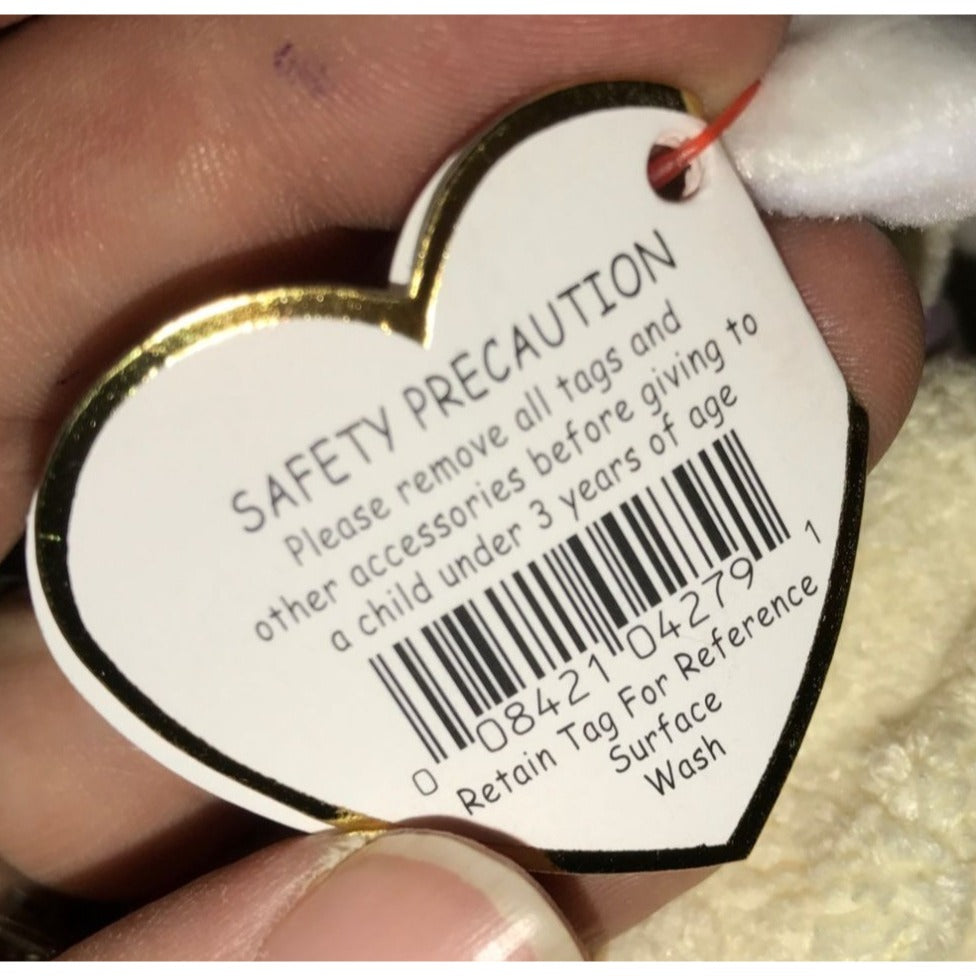 SAFETY PRECAUTION
Please remove all tags and
other accessories before giving to
a child under 3 years of age
0 08421 04279 1
Retain Tag For Reference
Surface
Wash